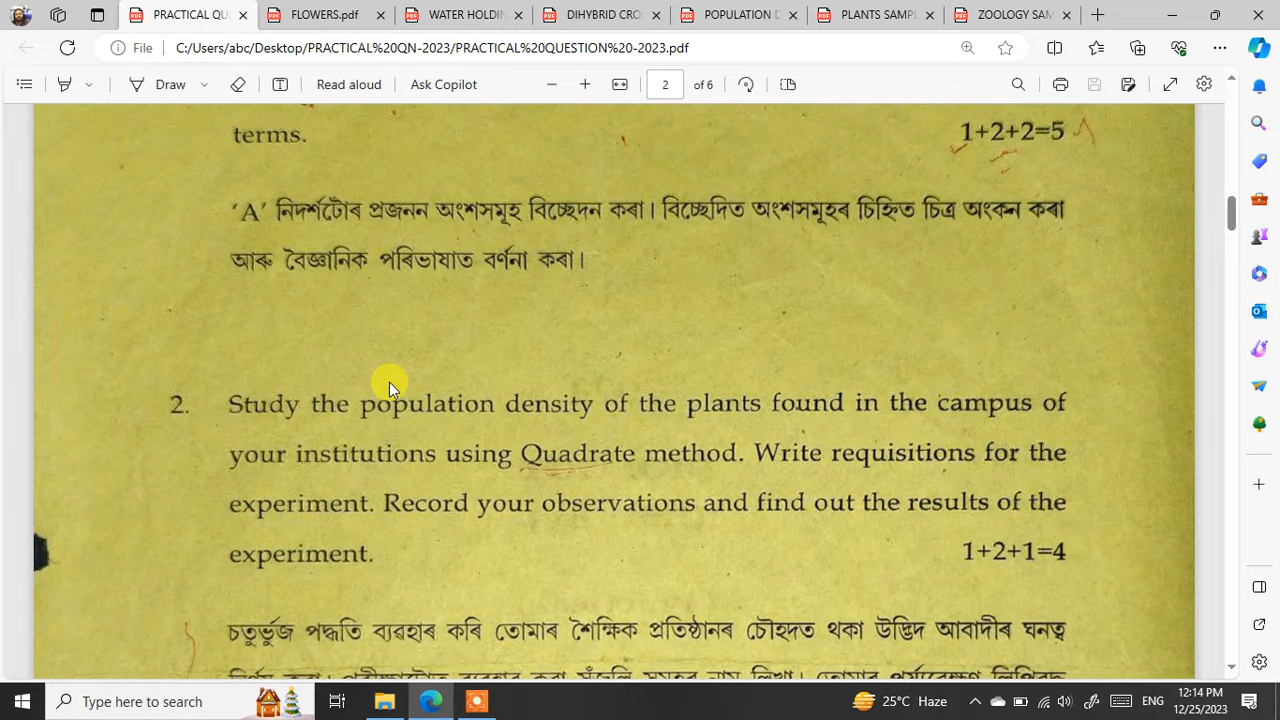 PRACTICAL QU
FLOWERS.pdf
WATER HOLDIN
DIHYBRID CRO
POPULATION D
PLANTS SAMPL
ZOOLOGY SAM
File
C:/Users/abc/Desktop/PRACTICAL%20QN-2023/PRACTICAL%20QUESTION%20-2023.pdf
Draw
Read aloud
Ask Copilot
2
of 6
terms.
1+2+2=5
'A' নিদৰ্শটোৰ প্ৰজনন অংশসমূহ বিচ্ছেদন কৰা। বিচ্ছেদিত অংশসমূহৰ চিহ্নিত চিত্ৰ অংকন কৰা
আৰু বৈজ্ঞানিক পৰিভাষাত বৰ্ণনা কৰা।
2. Study the population density of the plants found in the campus of
your institutions using Quadrate method. Write requisitions for the
experiment. Record your observations and find out the results of the
experiment.
1+2+1=4
চতুৰ্ভুজ পদ্ধতি ব্যৱহাৰ কৰি তোমাৰ শৈক্ষিক প্ৰতিষ্ঠানৰ চৌহদত থকা উদ্ভিদ আবাদীৰ ঘনত্ব
Type here to search
25°C Haze
ENG
12:14 PM
12/25/2023